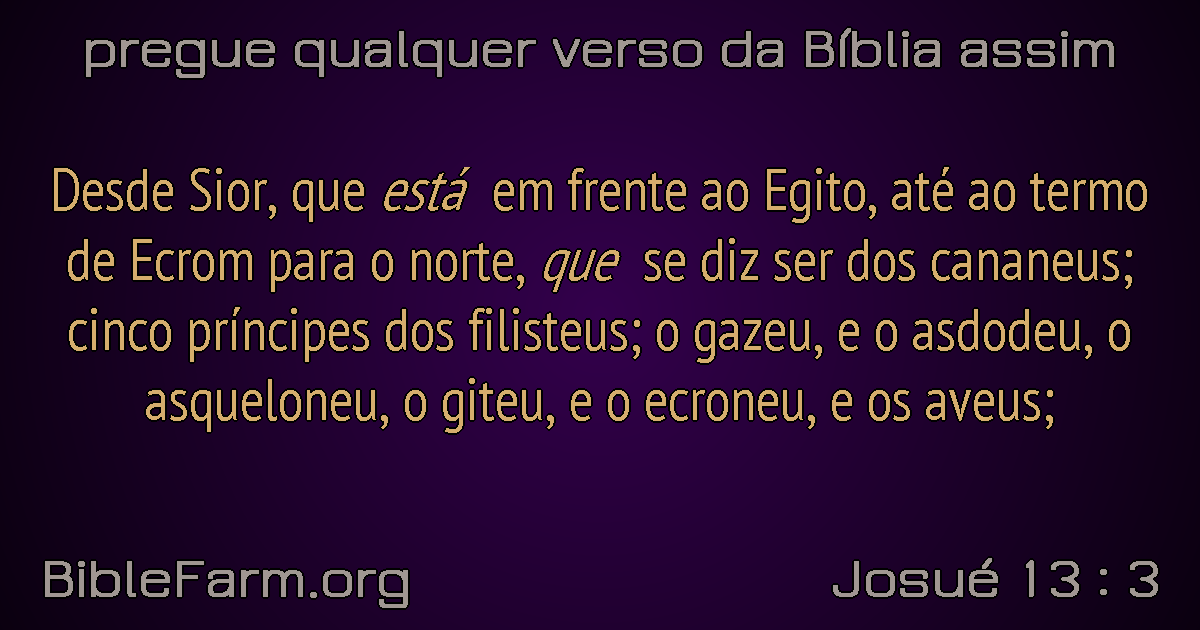 pregue qualquer verso da Bíblia assim
Desde Sior, que está em frente ao Egito, até ao termo
de Ecrom para o norte, que se diz ser dos cananeus;
cinco príncipes dos filisteus; o gazeu, e o asdodeu, o
asqueloneu, o giteu, e o ecroneu, e os aveus;
BibleFarm.org
Josué 13 : 3